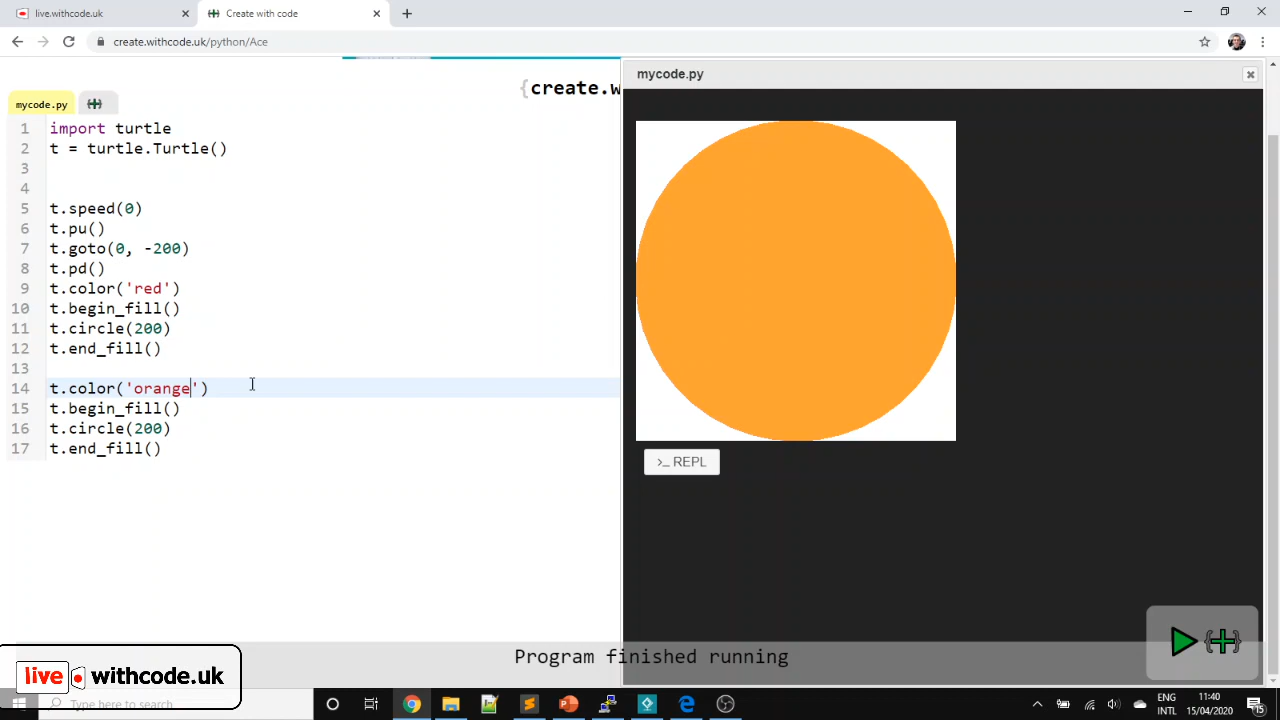 live.withcode.uk
Create with code
create.withcode.uk/python/Ace
{create.w
mycode.py
mycode.py
1 import turtle
2 t = turtle.Turtle()
3
4
5 t.speed(0)
6 t.pu()
7 t.goto(0, -200)
8 t.pd()
9 t.color('red')
10 t.begin_fill()
11 t.circle(200)
12 t.end_fill()
13
14 t.color('orange')
15 t.begin_fill()
16 t.circle(200)
17 t.end_fill()
>_ REPL
Program finished running
live withcode.uk
Type here to search
ENG
INTL
11:40
15/04/2020
15